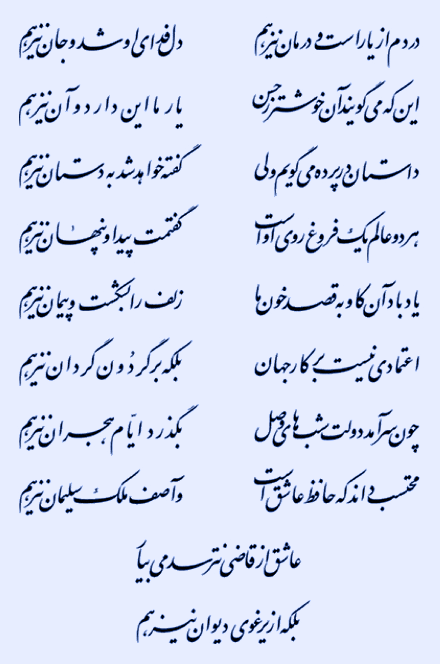 دردم از یار است و درمان نیز هم دل فدای او شد و جان نیز هم
این که می گویند آن خوشتر ز حسن یار ما این دارد و آن نیز هم
داستان در پرده می گویم ولی گفته خواهد شد به دستان نیز هم
هر دو عالم یک فروغ روی اوست گفتمت پیدا و پنهان نیز هم
یاد باد آن کاو به قصد خون ما زلف را بشکست و پیمان نیز هم
اعتمادی نیست بر کار جهان بلکه بر گردون گردان نیز هم
چون سرآمد دولت شب های وصل بگذرد ایّام هجران نیز هم
محتسب داند که حافظ عاشق است وآصف ملک سلیمان نیز هم
عاشق از قاضی نترسد می بیار
بلکه از یرغوی دیوان نیز هم